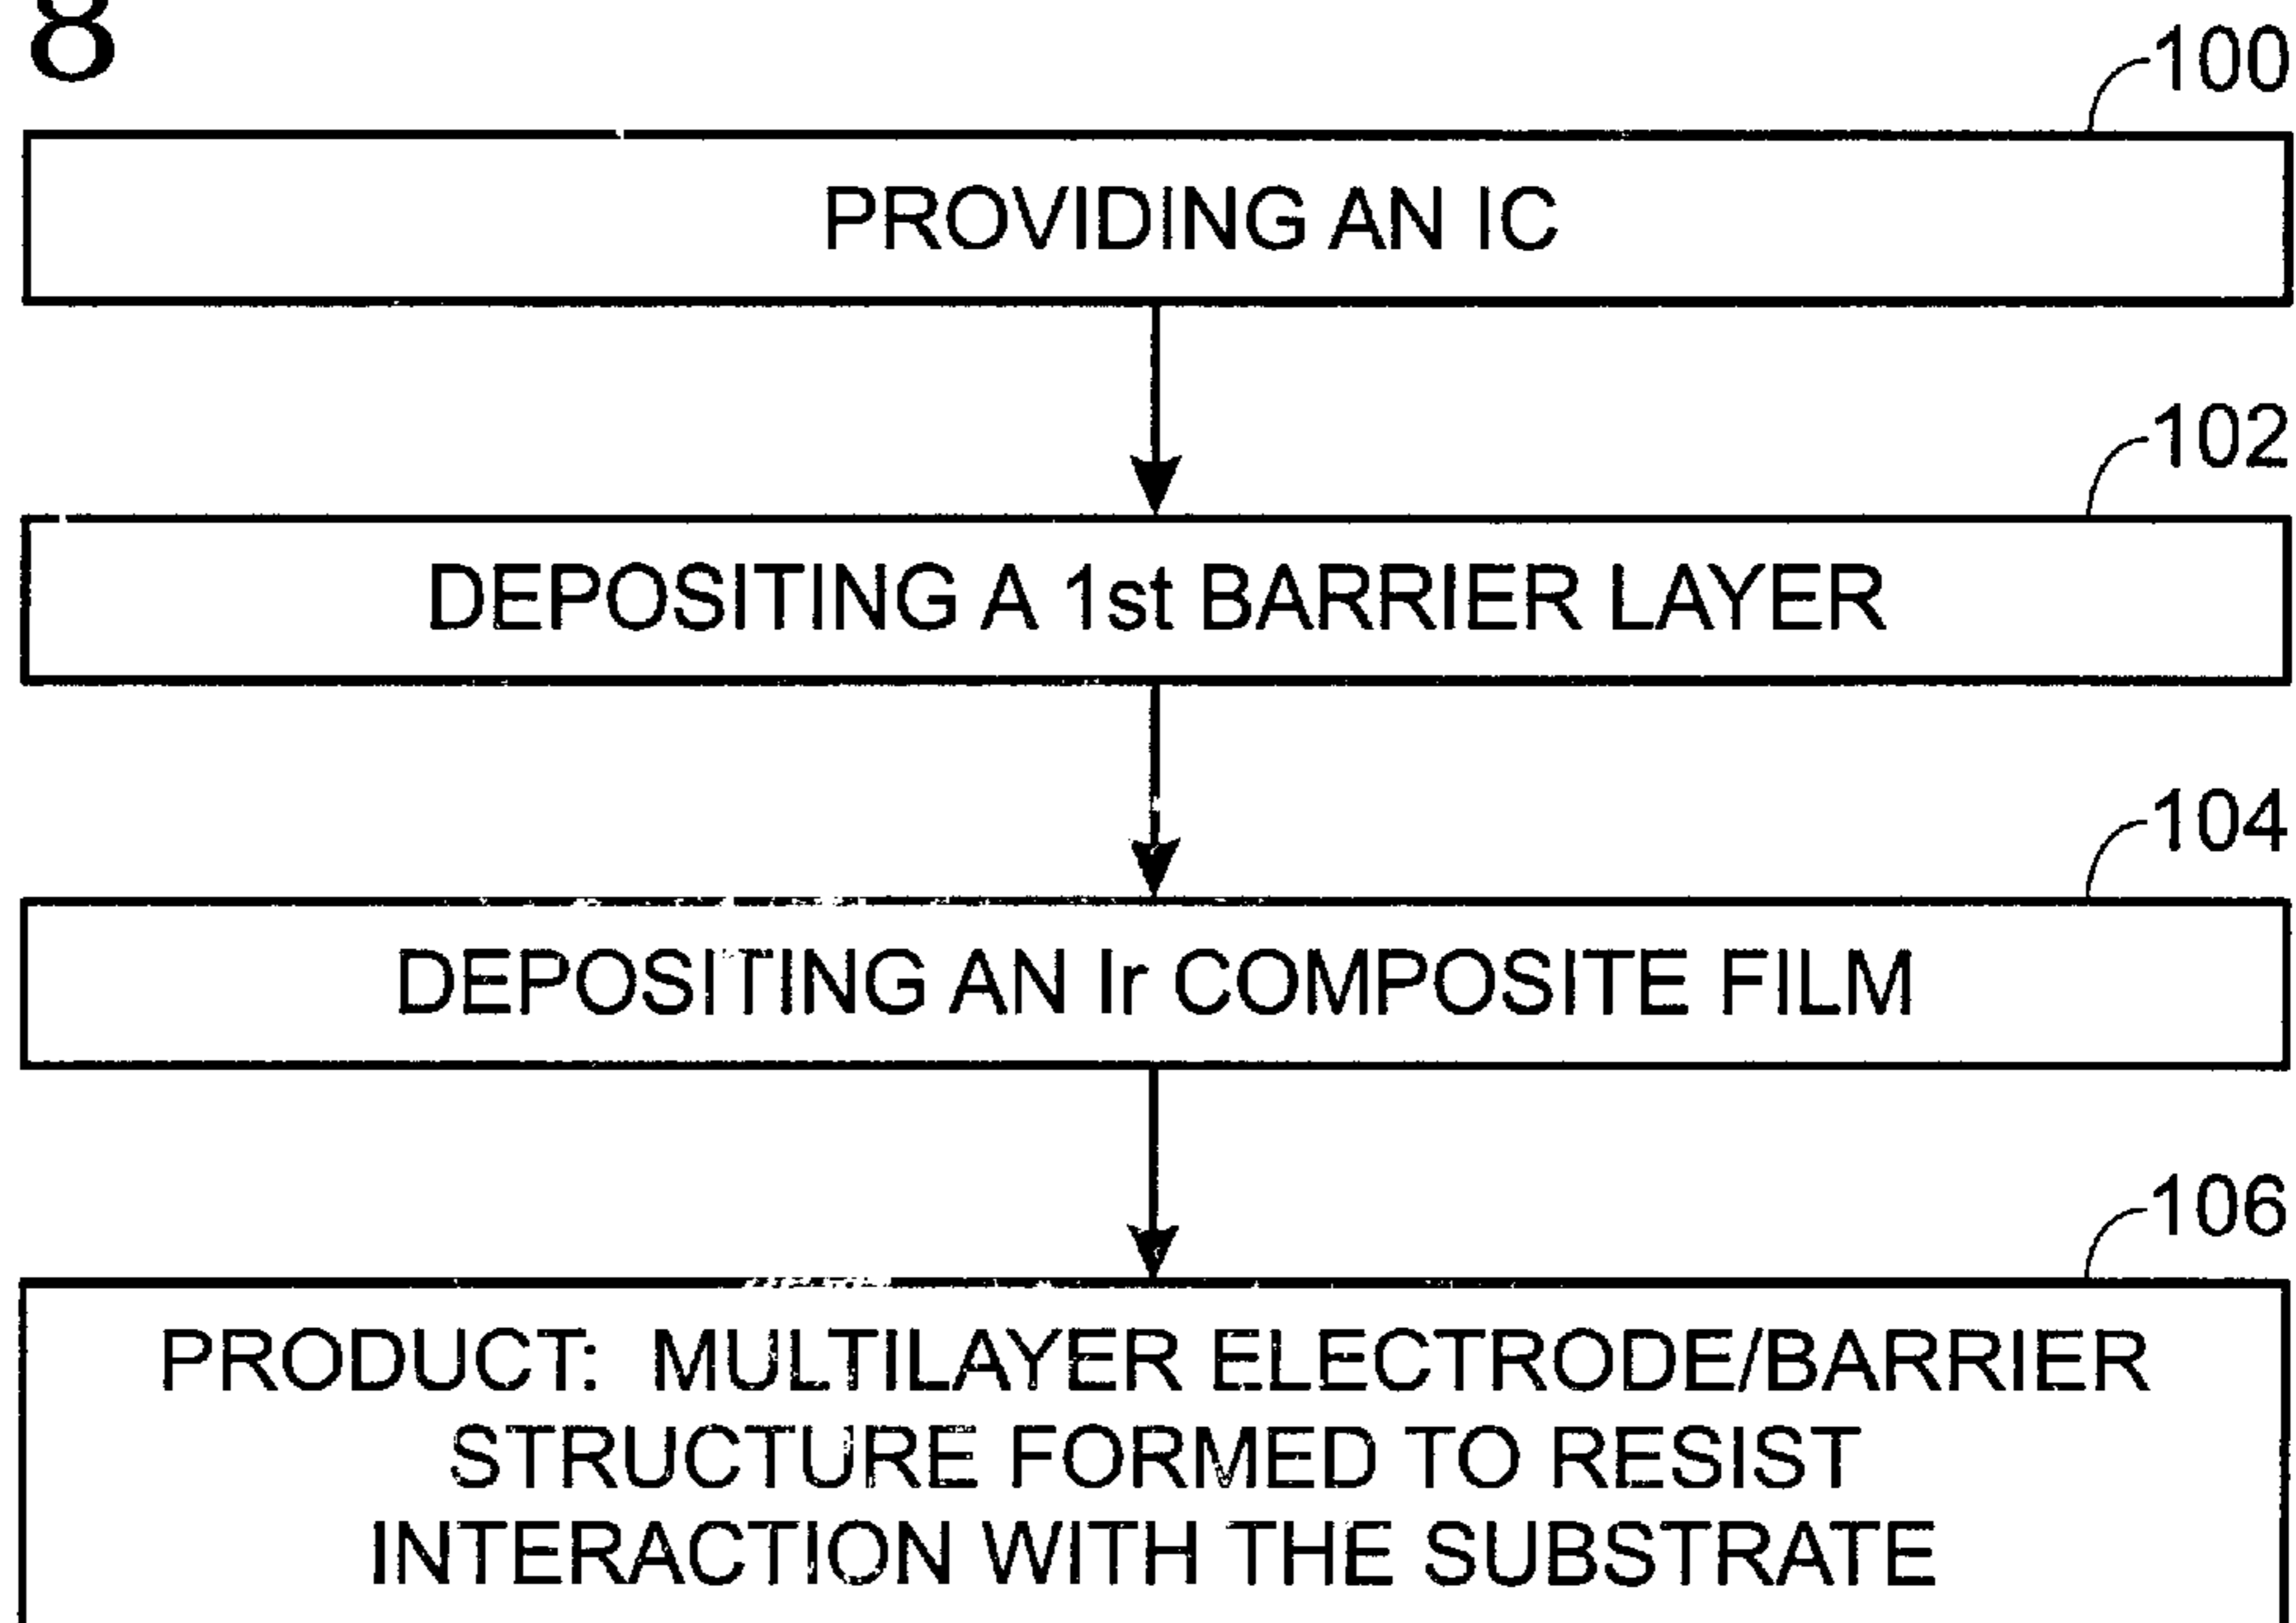 8
100
PROVIDING AN IC
102
DEPOSITING A 1st BARRIER LAYER
104
DEPOSITING AN Ir COMPOSITE FILM
106
PRODUCT: MULTILAYER ELECTRODE/BARRIER
STRUCTURE FORMED TO RESIST
INTERACTION WITH THE SUBSTRATE